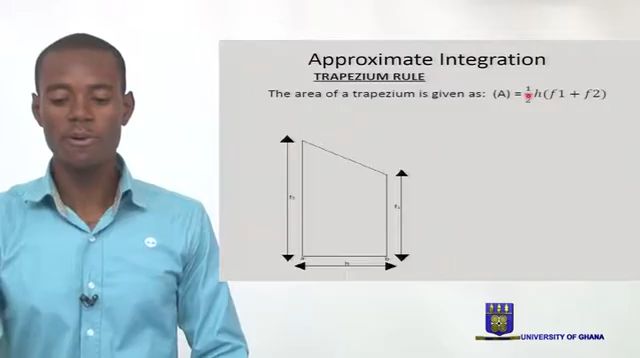 Approximate Integration
TRAPEZIUM RULE
The area of a trapezium is given as: (A) = ½h(f1 + f2)
h
UNIVERSITY OF GHANA